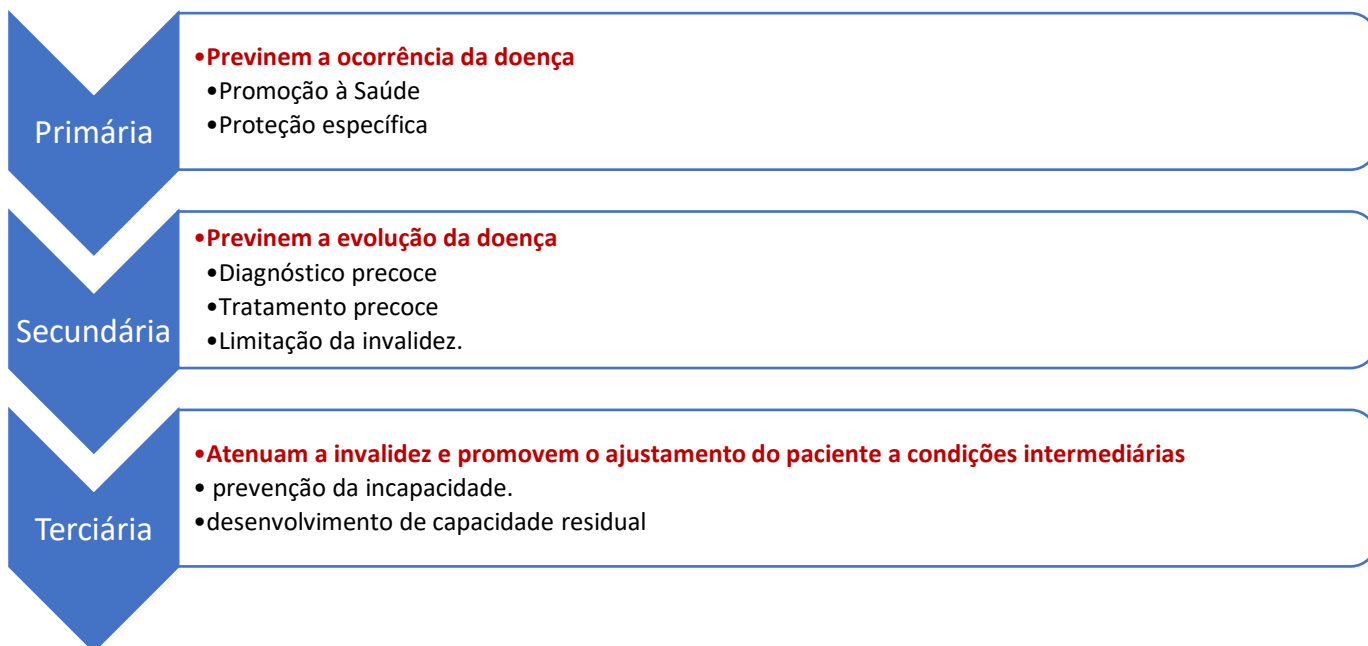 Primária
•Previnem a ocorrência da doença
•Promoção à Saúde
•Proteção específica
Secundária
•Previnem a evolução da doença
•Diagnóstico precoce
•Tratamento precoce
•Limitação da invalidez.
Terciária
•Atenuam a invalidez e promovem o ajustamento do paciente a condições intermediárias
• prevenção da incapacidade.
•desenvolvimento de capacidade residual